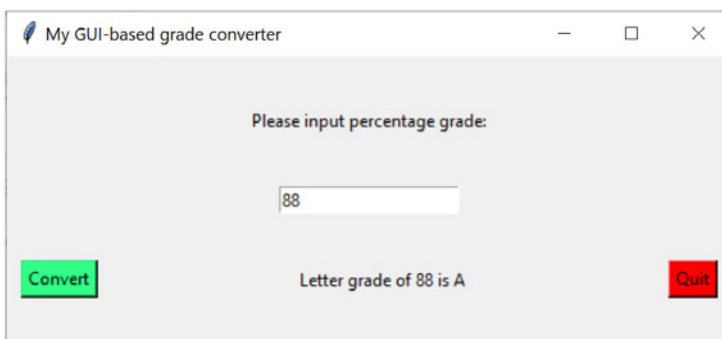 My GUI-based grade converter
Please input percentage grade:
88
Convert
Letter grade of 88 is A
Quit